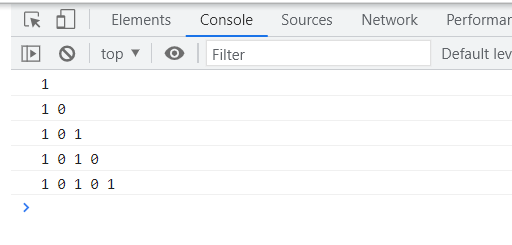 Elements Console Sources Network Performa
top ▼ Filter Default lev
1
1 0
1 0 1
1 0 1 0
1 0 1 0 1
>